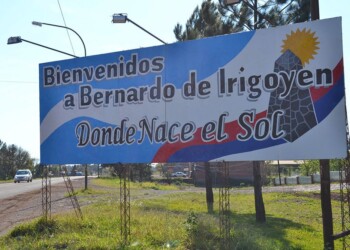 Bienvenidos
a Bernardo de Irigoyen
Donde Nace el Sol